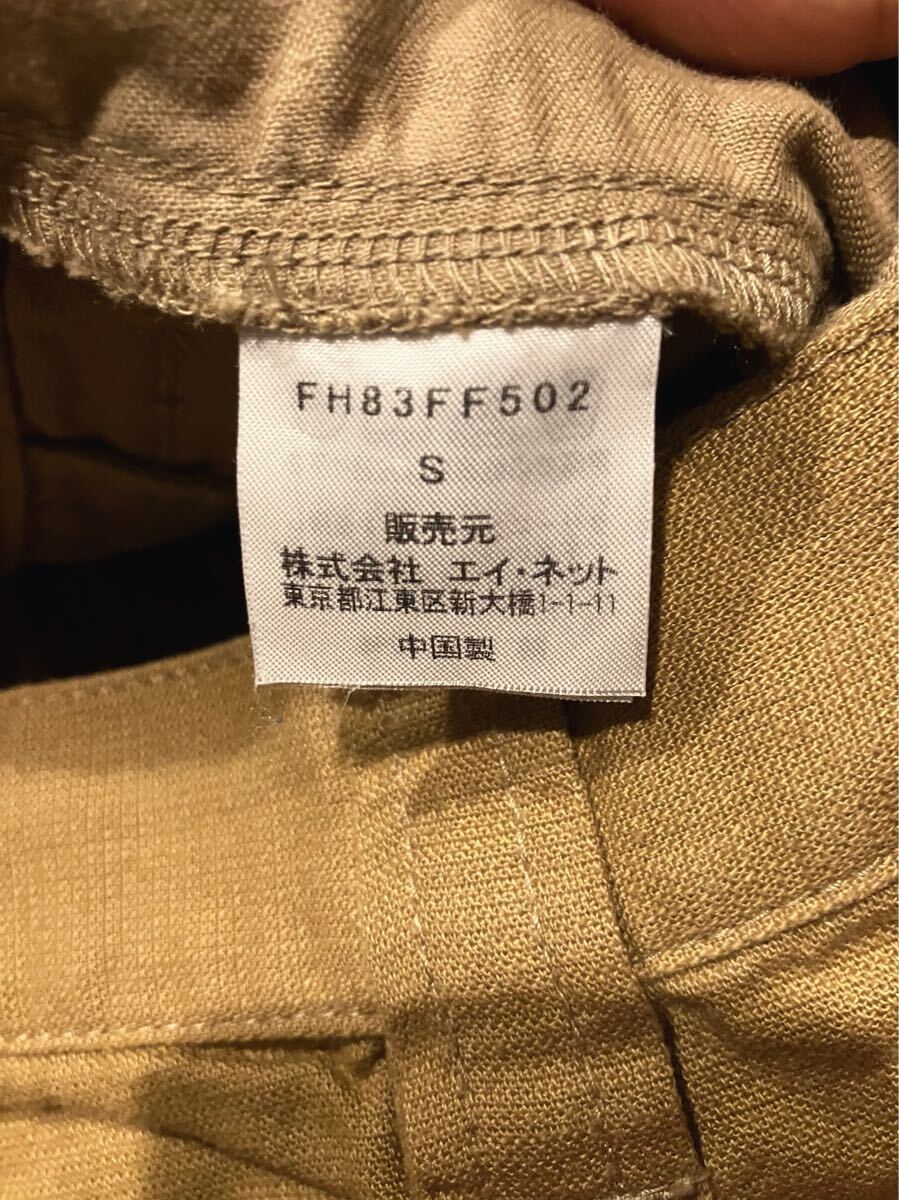 FH83FF502
S
販売元
株式会社 エイ・ネット
東京都江東区新大橋1-1-11
中国製